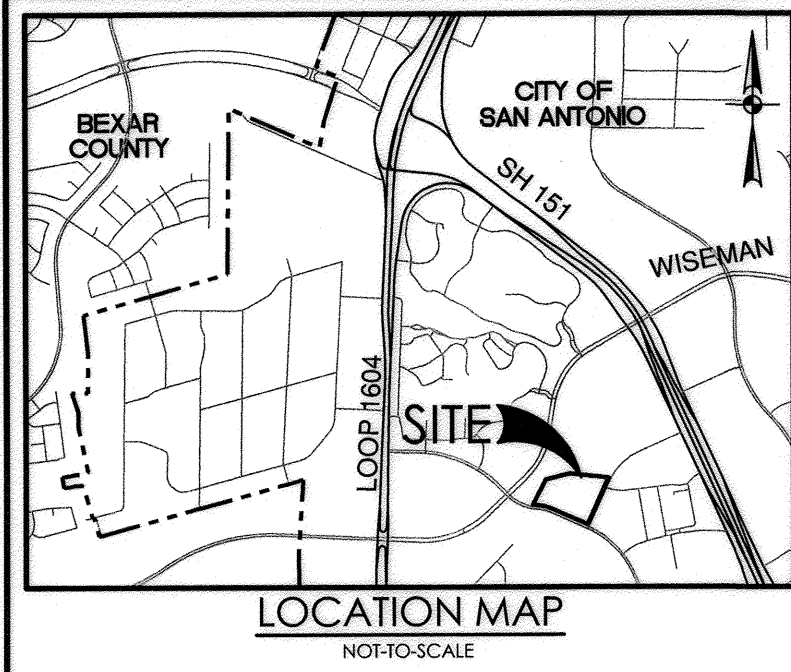 BEXAR
COUNTY
CITY OF
SAN ANTONIO
SH 151
WISEMAN
LOOP 1604
SITE
LOCATION MAP
NOT-TO-SCALE